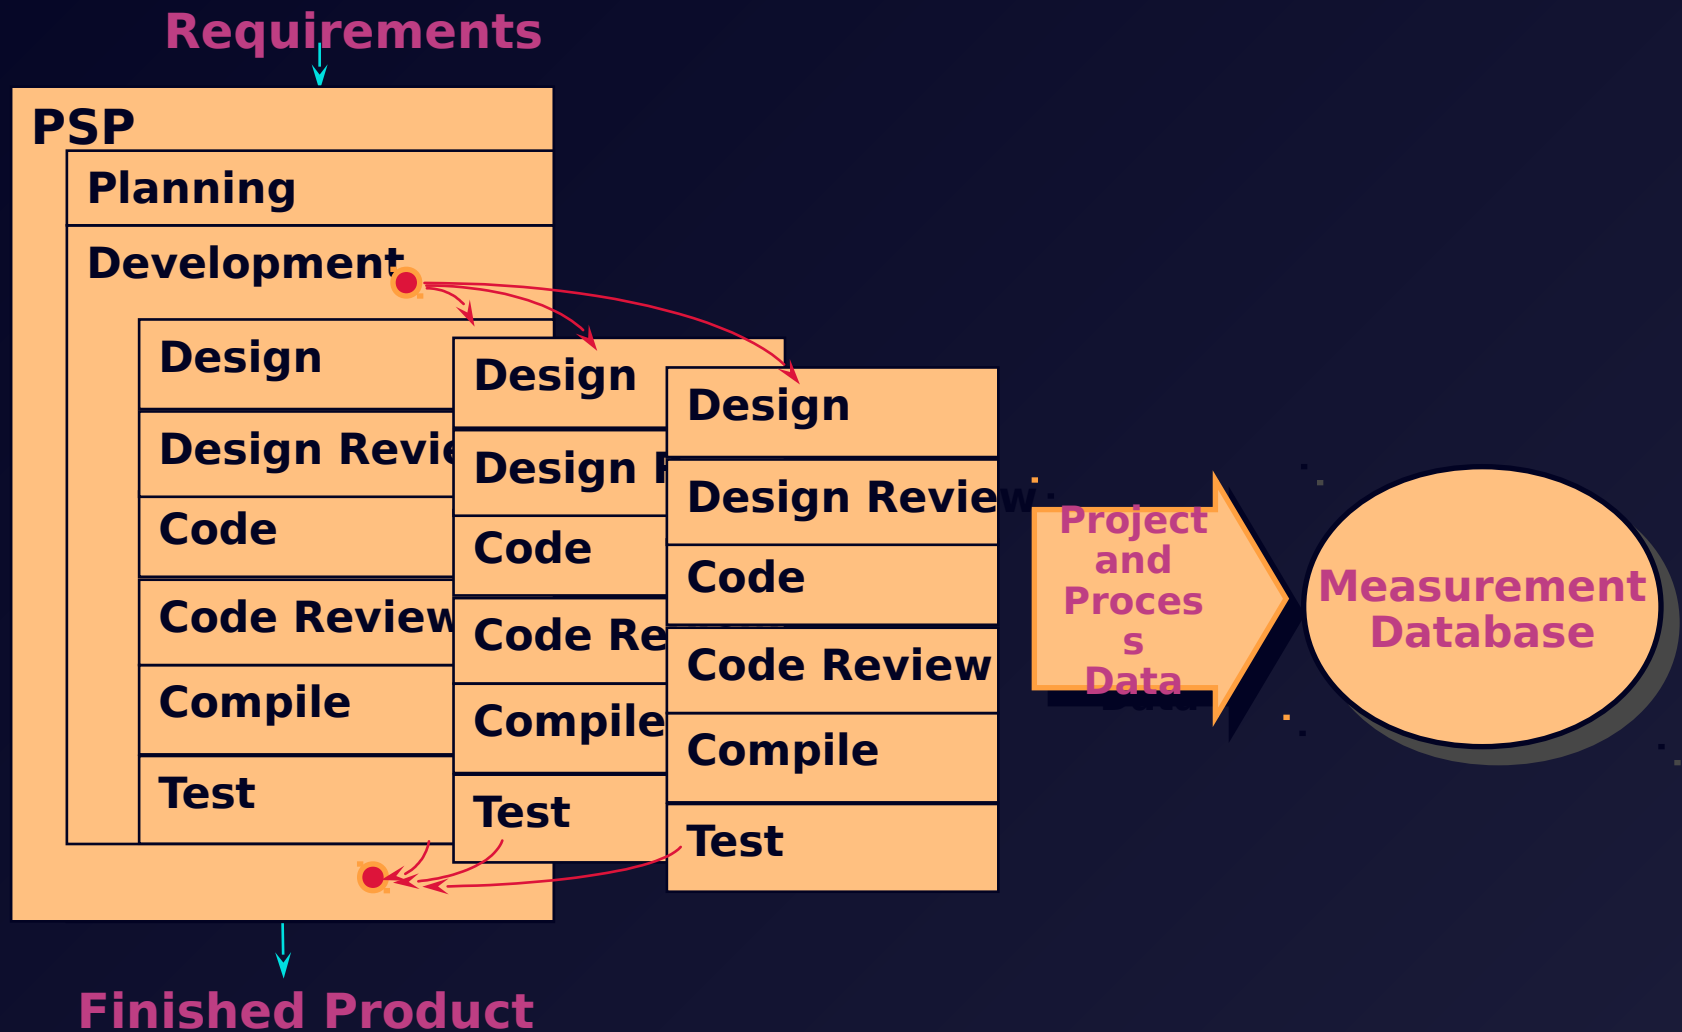 Requirements
PSP
Planning
Development
Design
Design Revie
Code
Code Review
Compile
Test
Design
Design
Code
Code Re
Compile
Test
Design
Design Review
Code
Code Review
Compile
Test
Project
and
Proces
s
Data
Measurement
Database
Finished Product